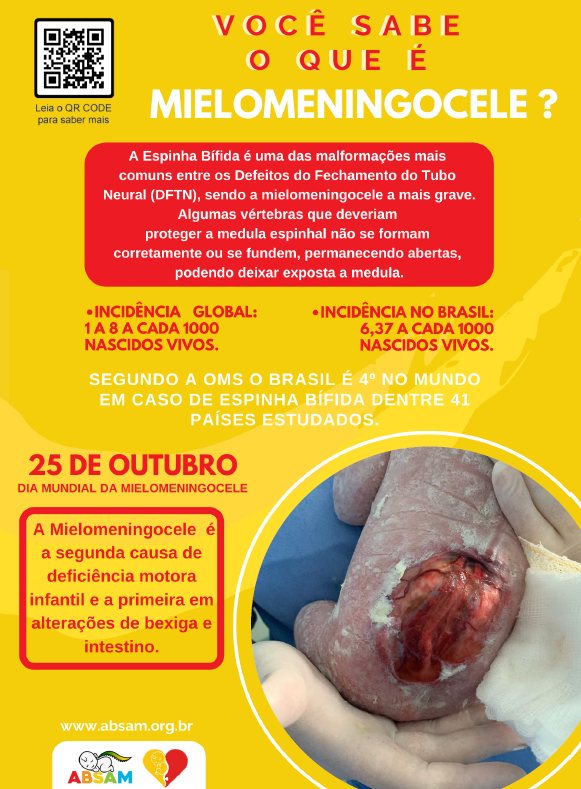 VOCÊ SABE
O QUE É
MIELOMENINGOCELE ?
Leia o QR CODE
para saber mais
A Espinha Bífida é uma das malformações mais
comuns entre os Defeitos do Fechamento do Tubo
Neural (DFTN), sendo a mielomeningocele a mais grave.
Algumas vértebras que deveriam
proteger a medula espinhal não se formam
corretamente ou se fundem, permanecendo abertas,
podendo deixar exposta a medula.
•INCIDÊNCIA GLOBAL:
1 A 8 A CADA 1000
NASCIDOS VIVOS.
•INCIDÊNCIA NO BRASIL:
6,37 A CADA 1000
NASCIDOS VIVOS.
SEGUNDO A OMS O BRASIL É 4º NO MUNDO
EM CASO DE ESPINHA BÍFIDA DENTRE 41
PAÍSES ESTUDADOS.
25 DE OUTUBRO
DIA MUNDIAL DA MIELOMENINGOCELE
A Mielomeningocele é
a segunda causa de
deficiência motora
infantil e a primeira em
alterações de bexiga e
intestino.
www.absam.org.br
ABSAM